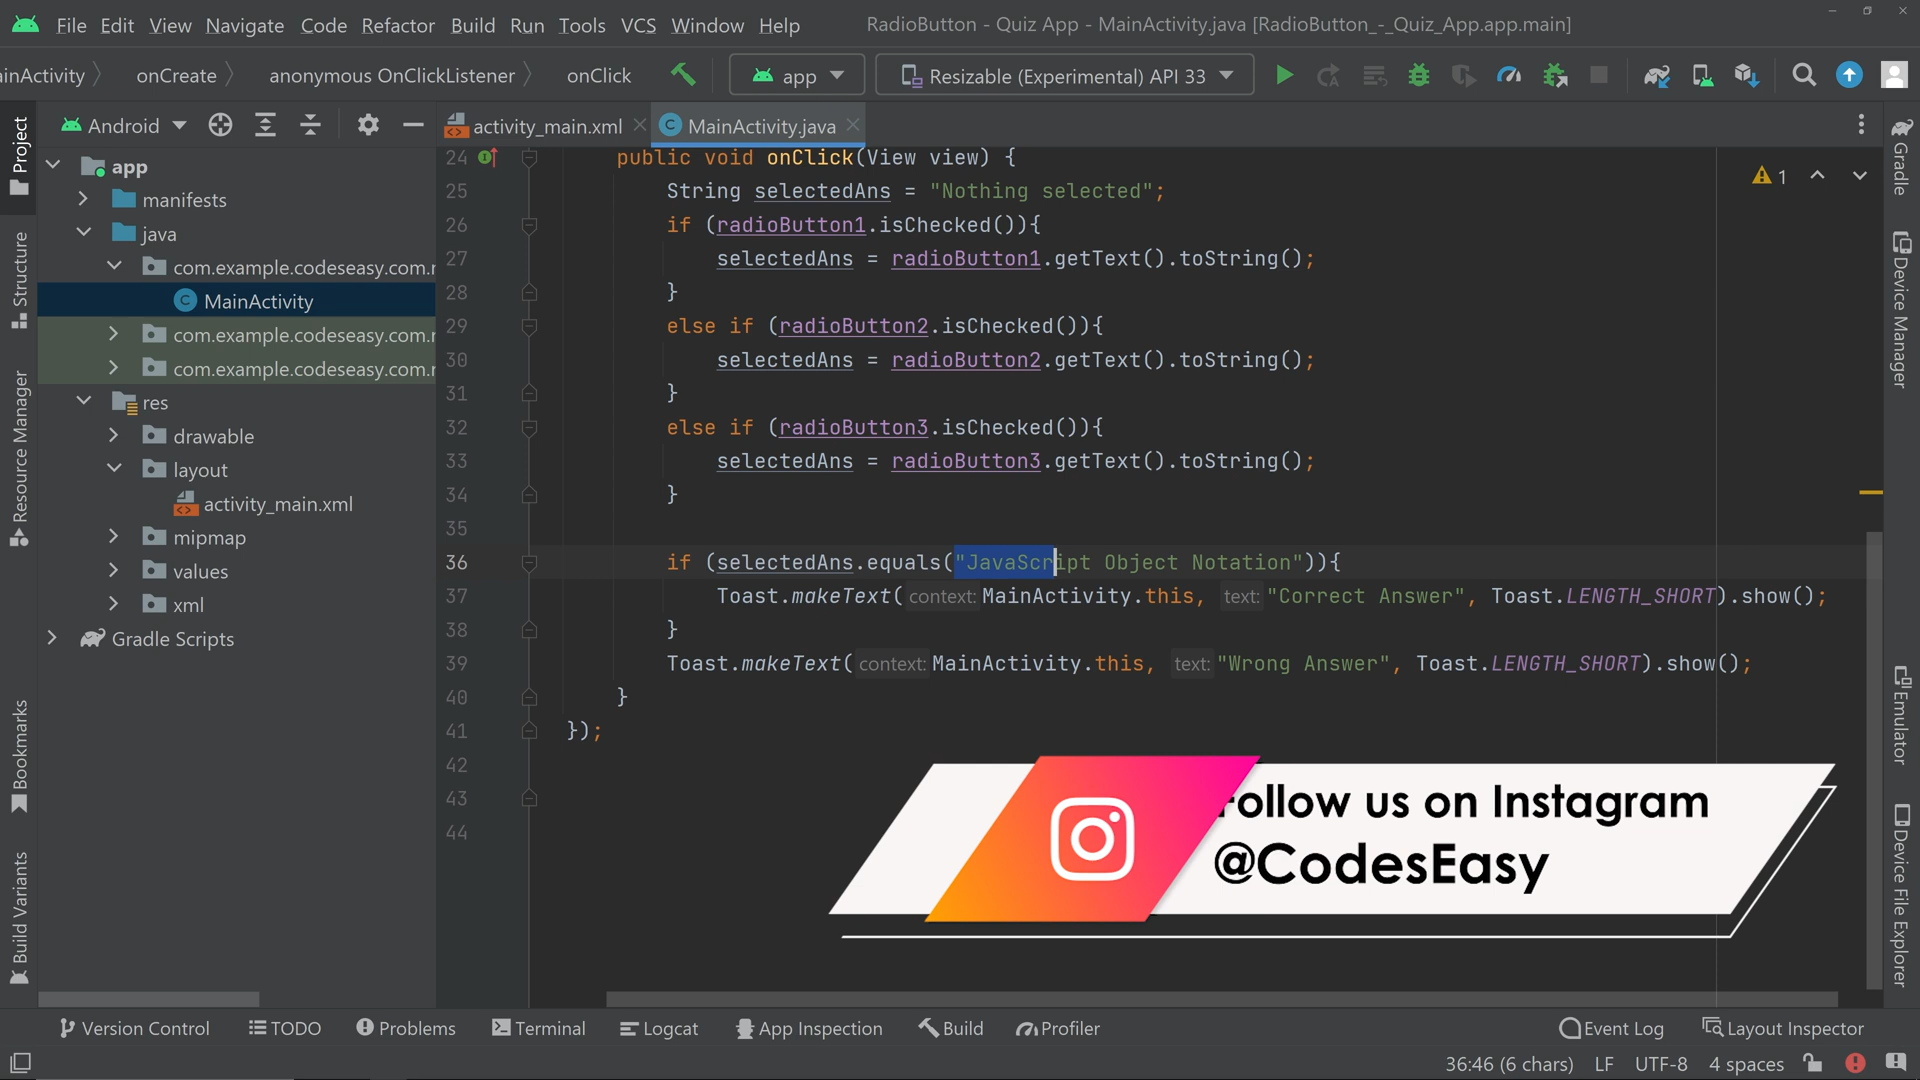 File Edit View Navigate Code Refactor Build Run Tools VCS Window Help RadioButton - Quiz App - MainActivity.java [RadioButton_-_Quiz_App.app.main]
ainActivity onCreate anonymous OnClickListener onClick app Resizable (Experimental) API 33
Android activity_main.xml MainActivity.java
Project
Structure
Resource Manager
Bookmarks
Build Variants
app
manifests
java
com.example.codeseasy.com.r
MainActivity
com.example.codeseasy.com.r
com.example.codeseasy.com.r
res
drawable
layout
activity_main.xml
mipmap
values
xml
Gradle Scripts
24 public void onClick(View view) {
25 String selectedAns = "Nothing selected";
26 if (radioButton1.isChecked()){
27 selectedAns = radioButton1.getText().toString();
28 }
29 else if (radioButton2.isChecked()){
30 selectedAns = radioButton2.getText().toString();
31 }
32 else if (radioButton3.isChecked()){
33 selectedAns = radioButton3.getText().toString();
34 }
35
36 if (selectedAns.equals("JavaScript Object Notation")){
37 Toast.makeText( context: MainActivity.this, text: "Correct Answer", Toast.LENGTH_SHORT).show();
38 }
39 Toast.makeText( context: MainActivity.this, text: "Wrong Answer", Toast.LENGTH_SHORT).show();
40 }
41 });
42
43
44
1
Follow us on Instagram
@CodesEasy
Gradle
Device Manager
Emulator
Device File Explorer
Version Control TODO Problems Terminal Logcat App Inspection Build Profiler Event Log Layout Inspector
36:46 (6 chars) LF UTF-8 4 spaces